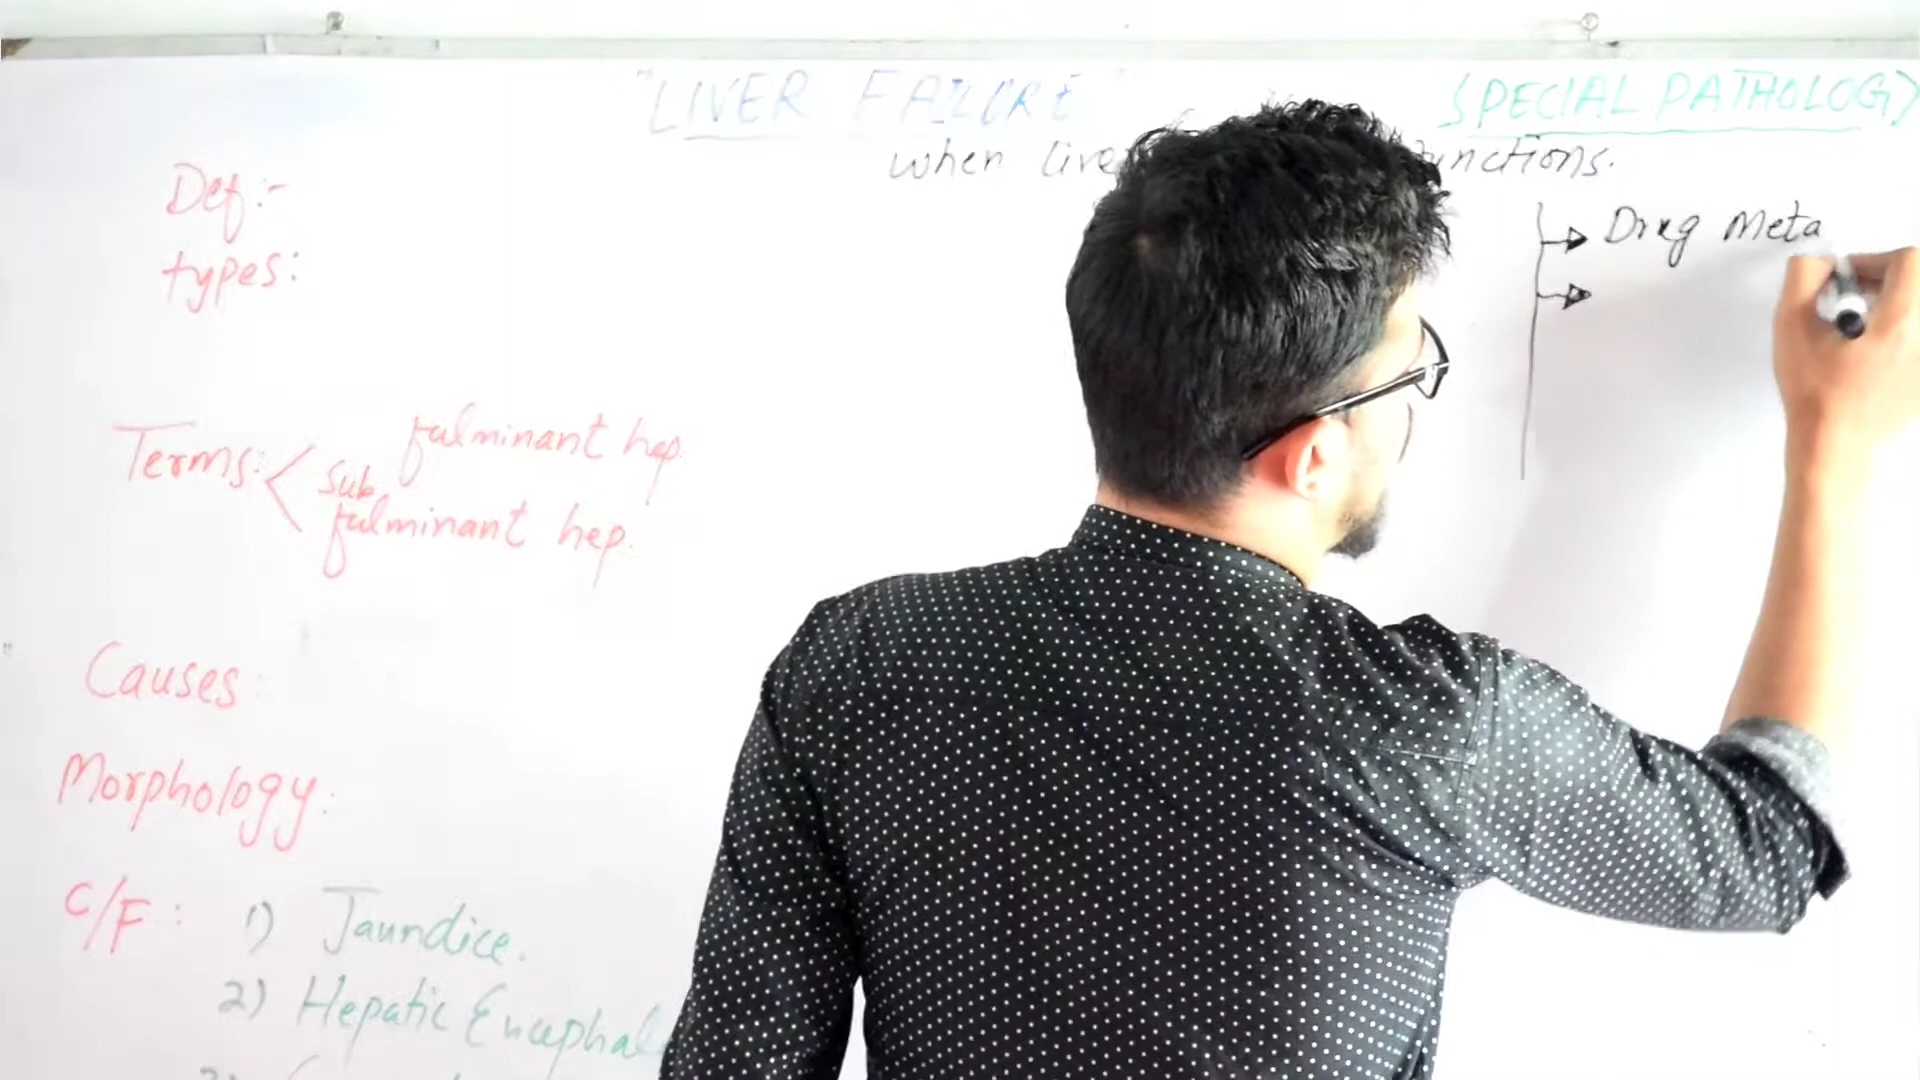 "LIVER FAILURE"
SPECIAL PATHOLOGY
when live functions.
Def:-
types:
Drug Meta
Terms:
fulminant hep.
sub
fulminant hep.
Causes:
Morphology:
C/F: 1) Jaundice.
2) Hepatic Encephal